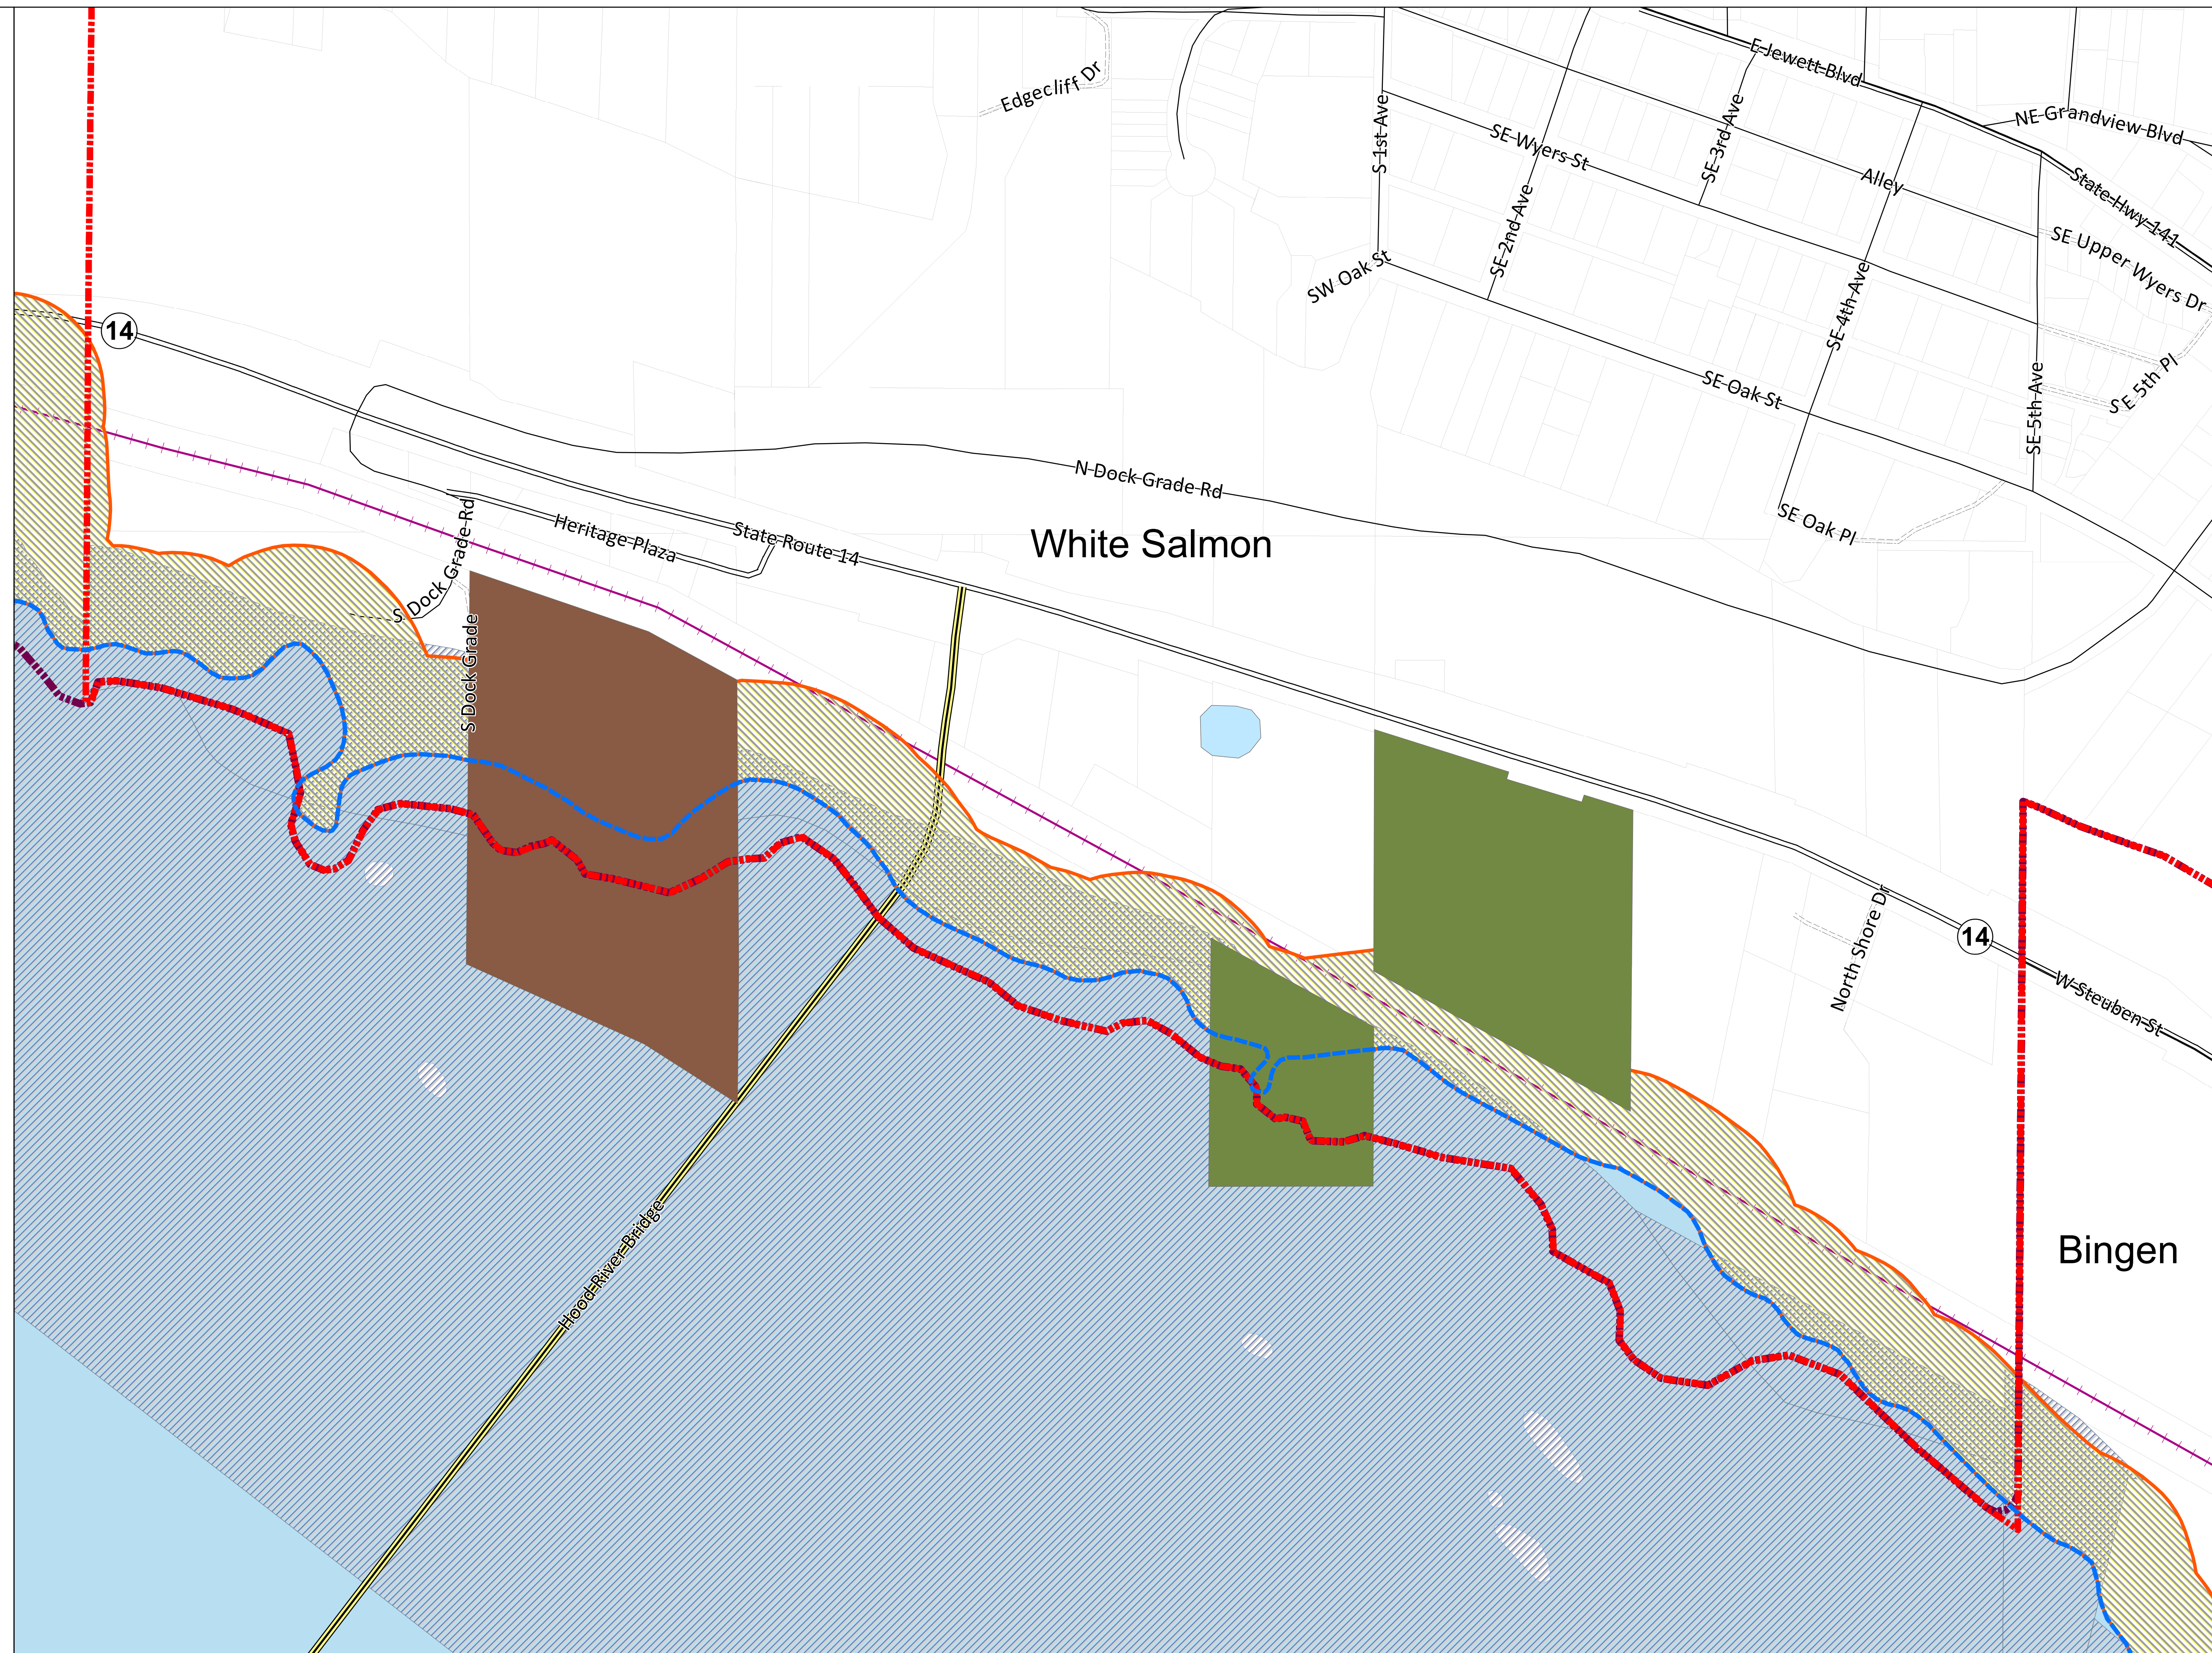 E Jewett Blvd
Edgecliff Dr
NE Grandview Blvd
S 1st Ave
SE Wyers St
SE 3rd Ave
Alley
State Hwy 141
SE 2nd Ave
SE Upper Wyers Dr
SW Oak St
SE 4th Ave
14
SE Oak St
SE 5th Pl
SE 5th Ave
N Dock Grade Rd
SE Oak Pl
Heritage Plaza
State Route 14
White Salmon
S Dock Grade Rd
S Dock Grade
North Shore Dr
14
W Steuben St
Hood River Bridge
Bingen